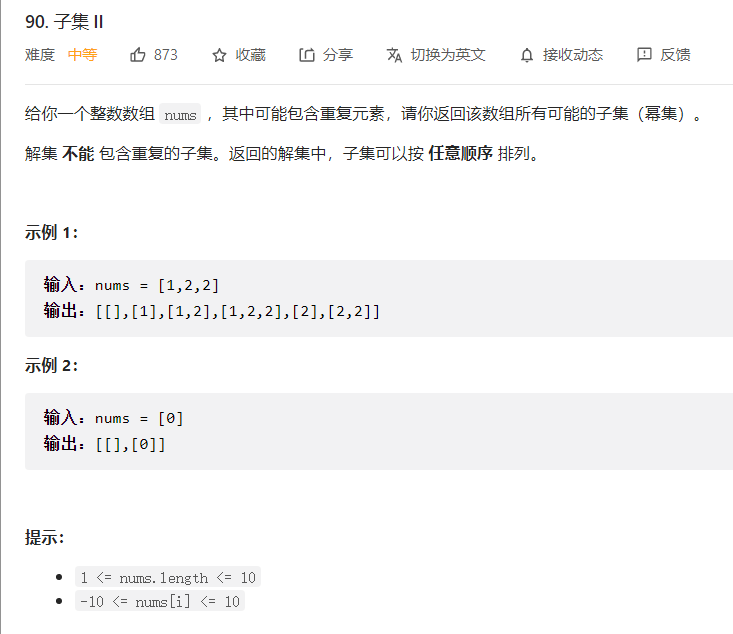 90. 子集 II
难度 中等 873 收藏 分享 切换为英文 接收动态 反馈
给你一个整数数组 nums ，其中可能包含重复元素，请你返回该数组所有可能的子集（幂集）。
解集 不能 包含重复的子集。返回的解集中，子集可以按 任意顺序 排列。
示例 1：
输入：nums = [1,2,2]
输出：[[],[1],[1,2],[1,2,2],[2],[2,2]]
示例 2：
输入：nums = [0]
输出：[[],[0]]
提示：
1 <= nums.length <= 10
-10 <= nums[i] <= 10